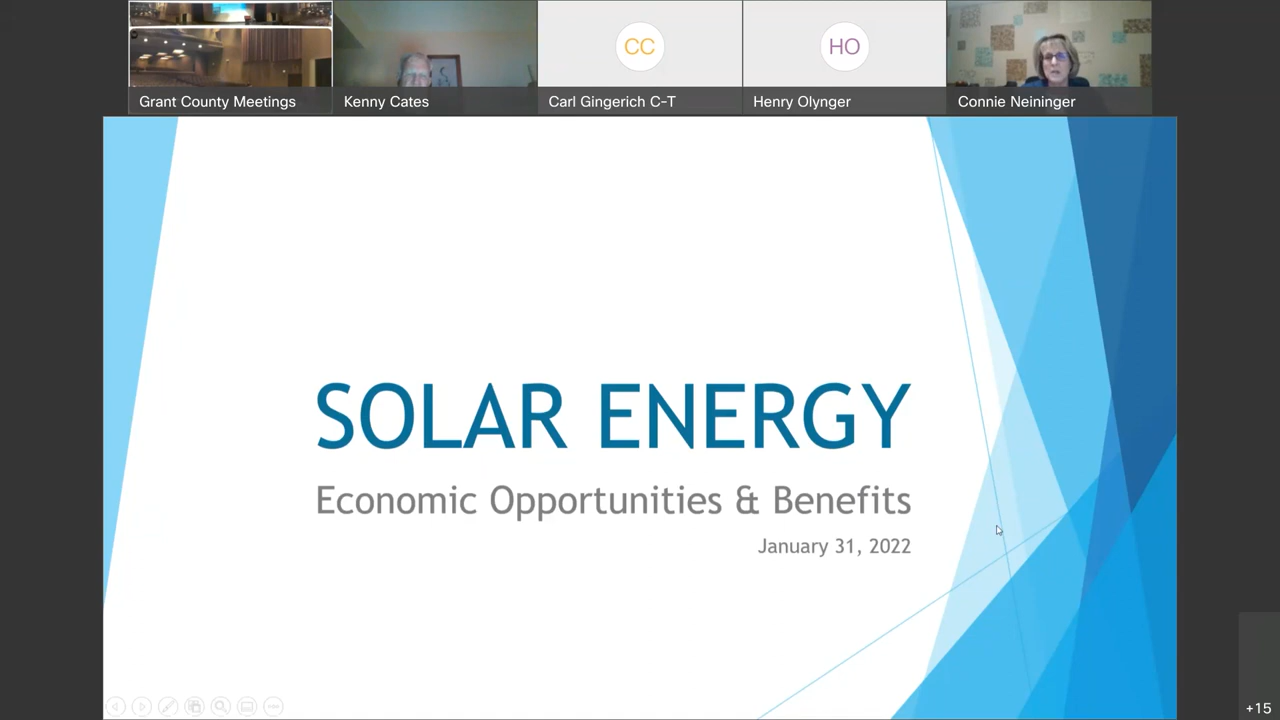 Grant County Meetings
Kenny Cates
CC
Carl Gingerich C-T
HO
Henry Olynger
Connie Neininger
SOLAR ENERGY
Economic Opportunities & Benefits
January 31, 2022
+15